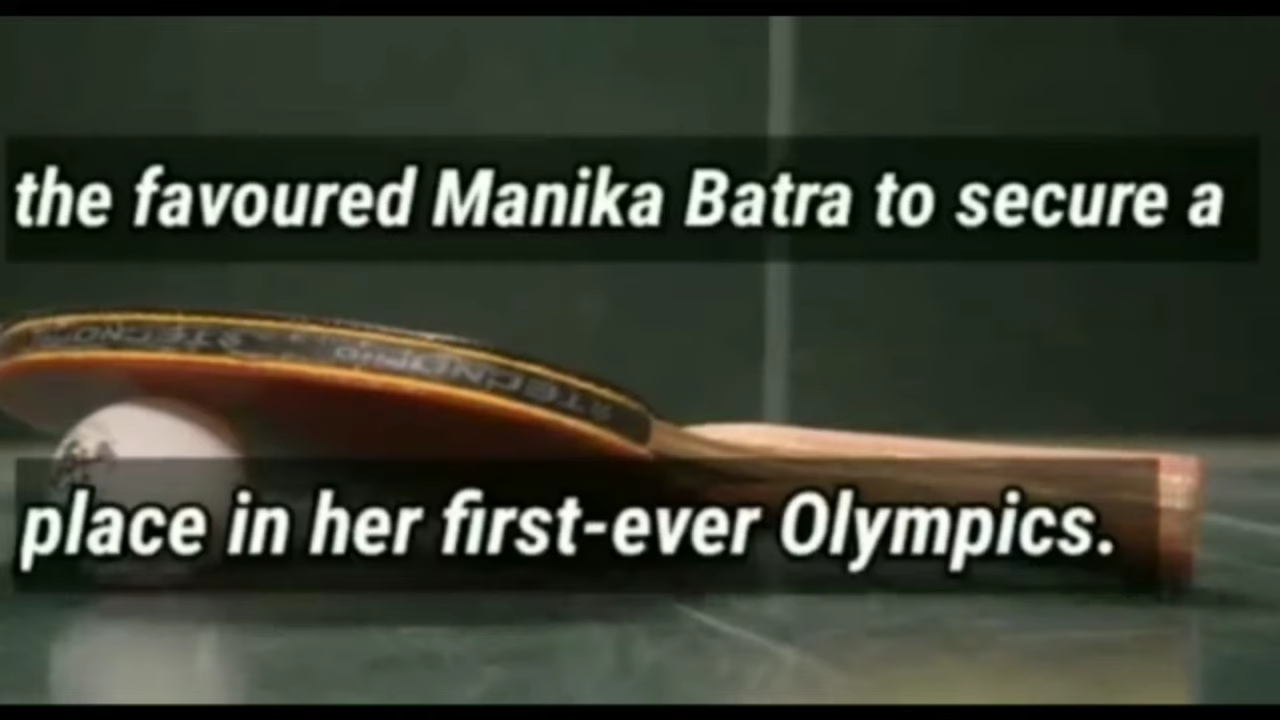 the favoured Manika Batra to secure a
place in her first-ever Olympics.